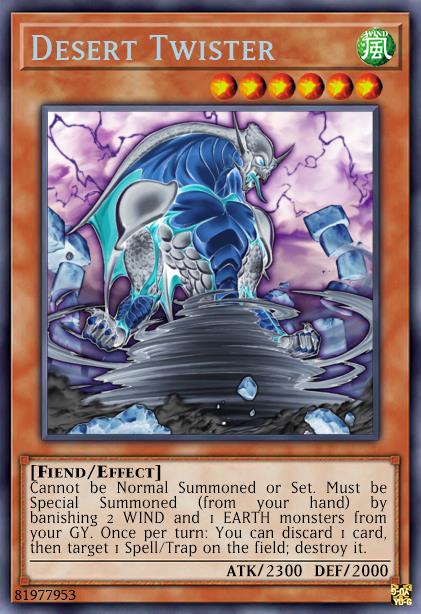 Desert Twister
WIND
風
[Fiend/Effect]
Cannot be Normal Summoned or Set. Must be
Special Summoned (from your hand) by
banishing 2 WIND and 1 EARTH monsters from
your GY. Once per turn: You can discard 1 card,
then target 1 Spell/Trap on the field; destroy it.
ATK/2300 DEF/2000
81977953